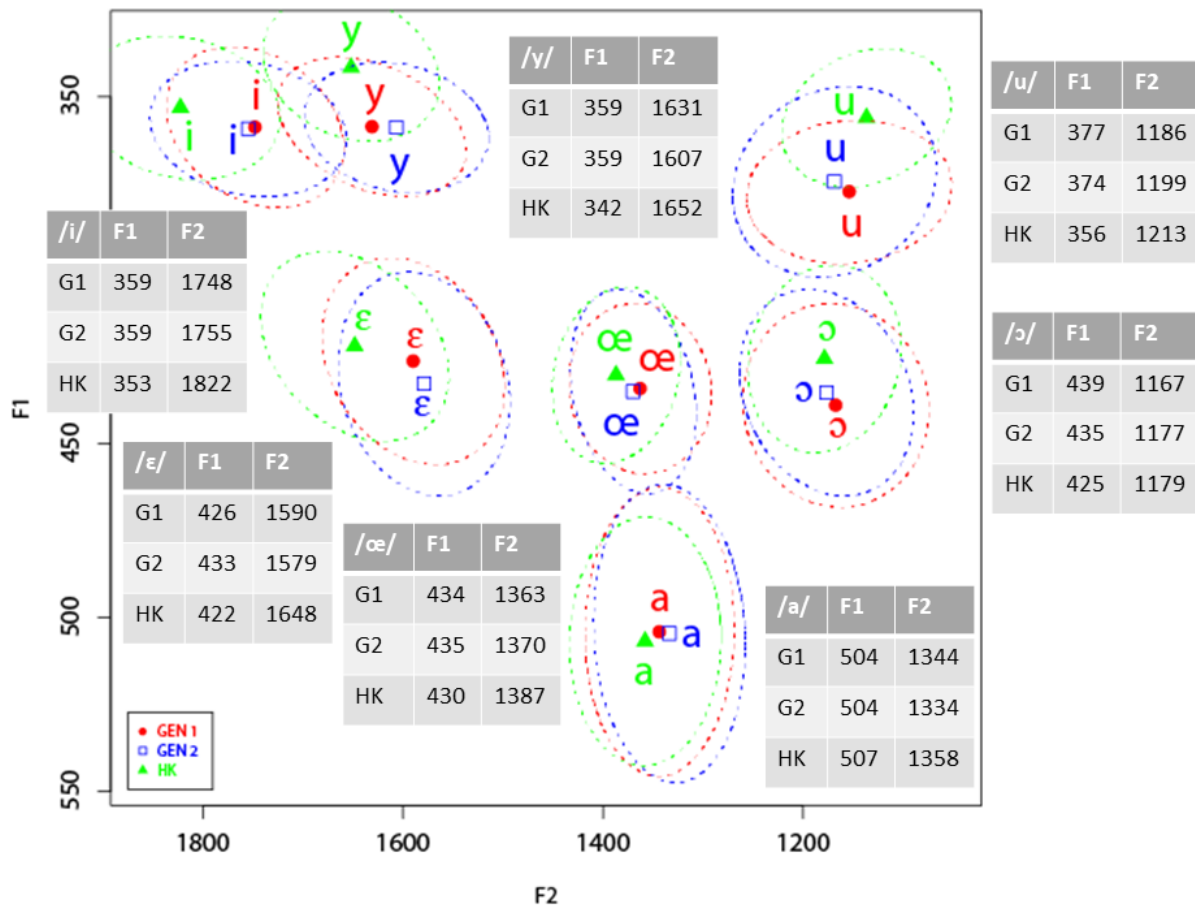 /y/ F1 F2
G1 359 1631
G2 359 1607
HK 342 1652
/u/ F1 F2
G1 377 1186
G2 374 1199
HK 356 1213
/i/ F1 F2
G1 359 1748
G2 359 1755
HK 353 1822
/ɔ/ F1 F2
G1 439 1167
G2 435 1177
HK 425 1179
/ɛ/ F1 F2
G1 426 1590
G2 433 1579
HK 422 1648
/œ/ F1 F2
G1 434 1363
G2 435 1370
HK 430 1387
/a/ F1 F2
G1 504 1344
G2 504 1334
HK 507 1358
y
i y u
i i y u
u
ɛ ɛ ɛ
œ œ œ
ɔ ɔ ɔ
a a a
GEN 1
GEN 2
HK
350
450
500
550
F1
1800 1600 1400 1200
F2